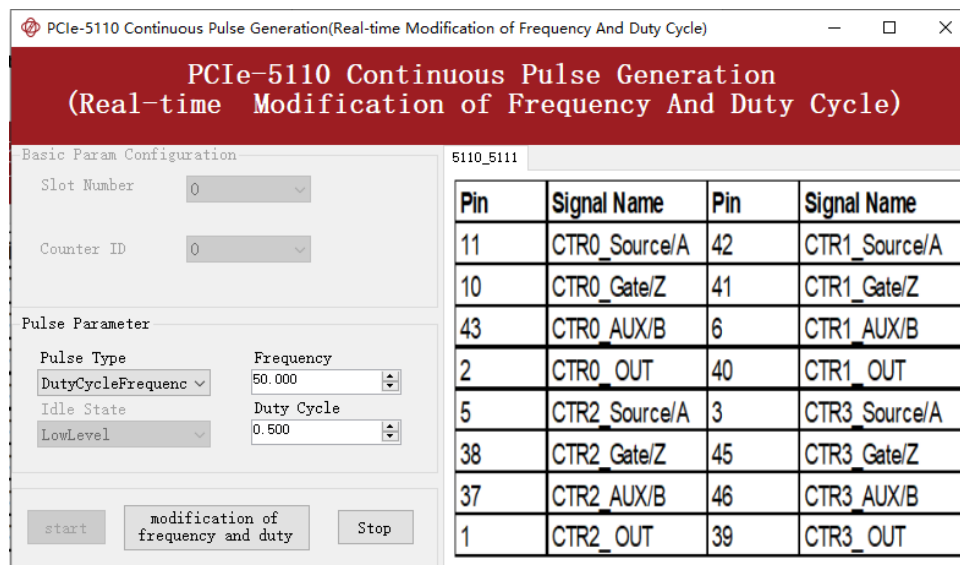 PCIe-5110 Continuous Pulse Generation(Real-time Modification of Frequency And Duty Cycle)
PCIe-5110 Continuous Pulse Generation
(Real-time Modification of Frequency And Duty Cycle)
Basic Param Configuration
Slot Number 0
Counter ID 0
Pulse Parameter
Pulse Type Frequency
DutyCycleFrequenc 50.000
Idle State Duty Cycle
LowLevel 0.500
start
modification of
frequency and duty
Stop
5110_5111
Pin Signal Name Pin Signal Name
11 CTR0_Source/A 42 CTR1_Source/A
10 CTR0_Gate/Z 41 CTR1_Gate/Z
43 CTR0_AUX/B 6 CTR1_AUX/B
2 CTR0_OUT 40 CTR1_OUT
5 CTR2_Source/A 3 CTR3_Source/A
38 CTR2_Gate/Z 45 CTR3_Gate/Z
37 CTR2_AUX/B 46 CTR3_AUX/B
1 CTR2_OUT 39 CTR3_OUT